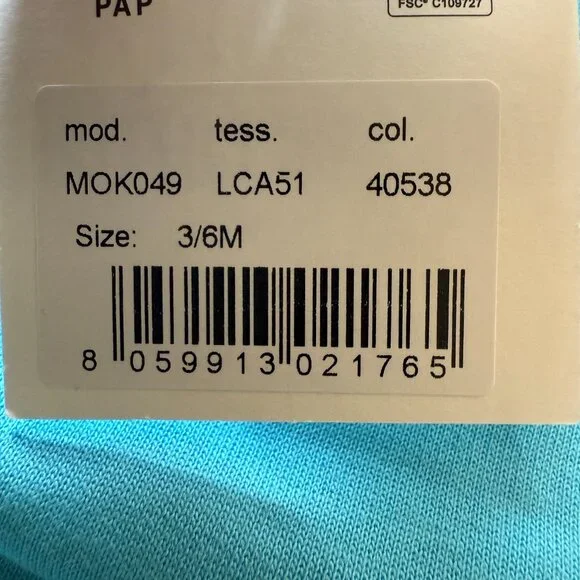 PAP
FSC® C109727
mod. tess. col.
MOK049 LCA51 40538
Size: 3/6M
8 059913 021765